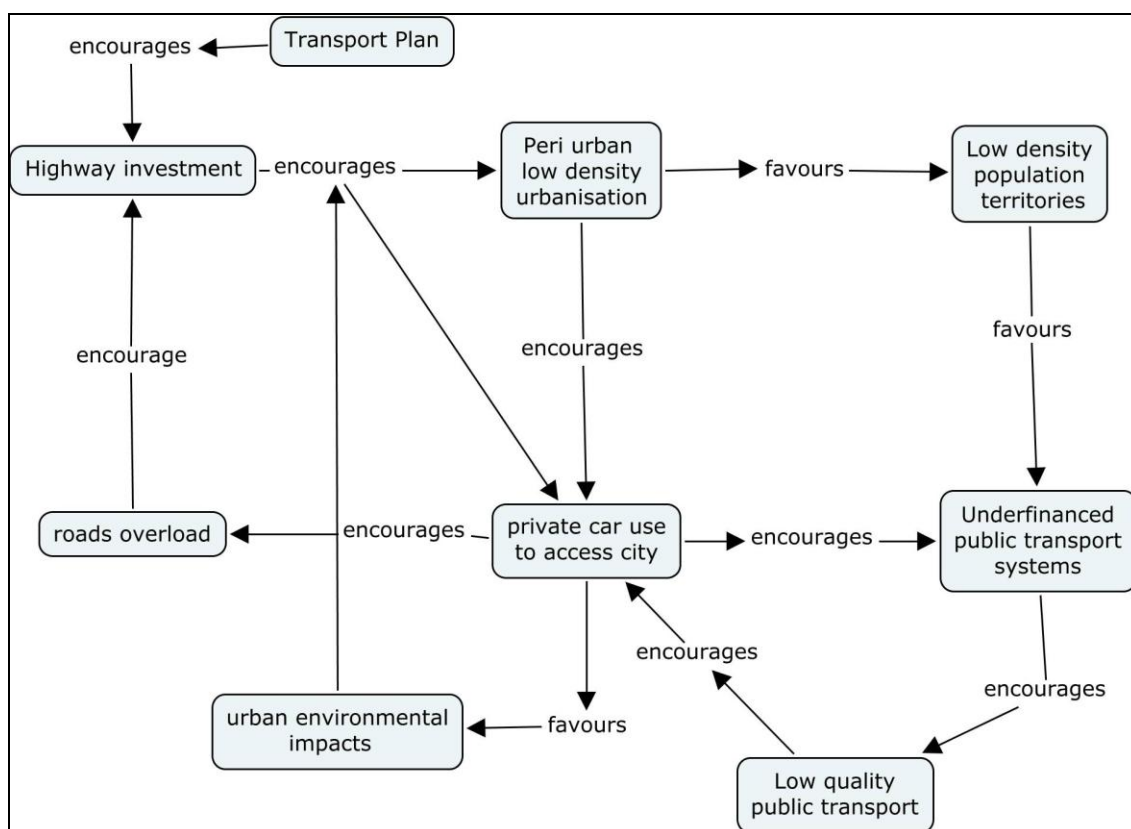 encourages
Transport Plan
Highway investment
encourages
Peri urban
low density
urbanisation
favours
Low density
population
territories
encourage
encourages
favours
roads overload
encourages
private car use
to access city
encourages
Underfinanced
public transport
systems
encourages
encourages
urban environmental
impacts
favours
Low quality
public transport